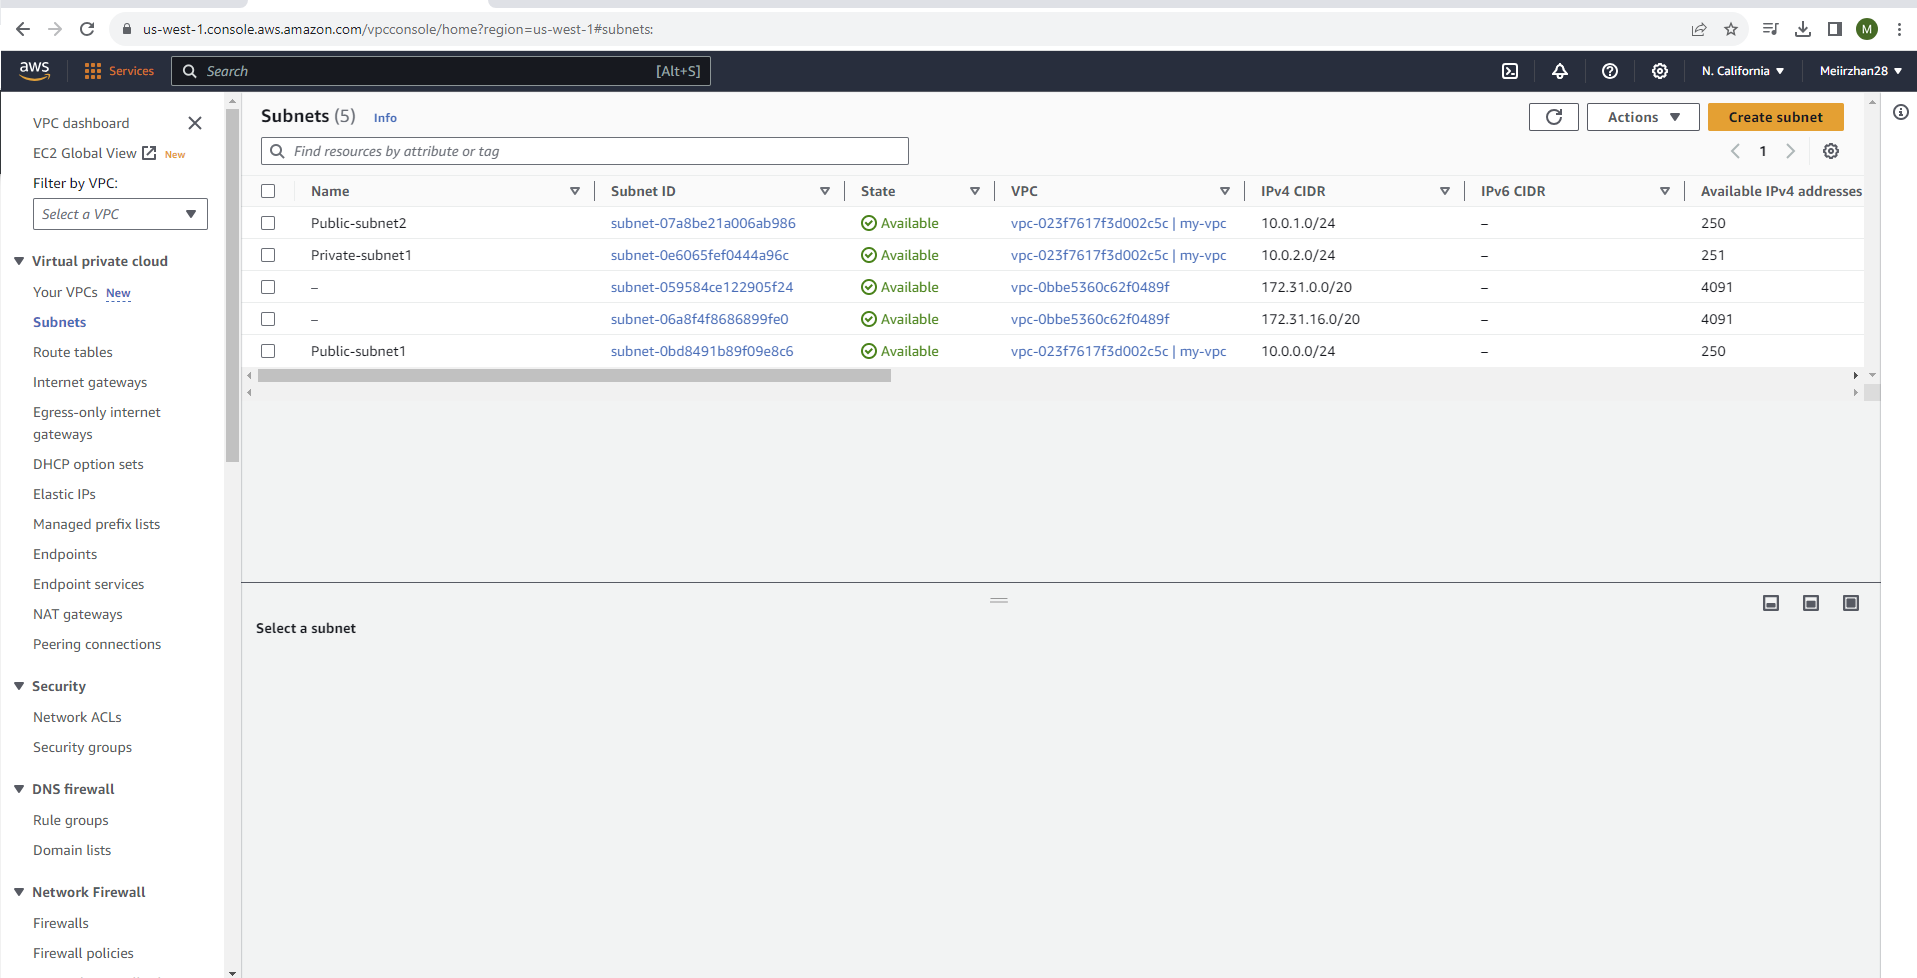 us-west-1.console.aws.amazon.com/vpcconsole/home?region=us-west-1#subnets:
M
aws
Services
Search
[Alt+S]
N. California
Meiirzhan28
VPC dashboard
EC2 Global View New
Filter by VPC:
Select a VPC
Virtual private cloud
Your VPCs New
Subnets
Route tables
Internet gateways
Egress-only internet
gateways
DHCP option sets
Elastic IPs
Managed prefix lists
Endpoints
Endpoint services
NAT gateways
Peering connections
Security
Network ACLs
Security groups
DNS firewall
Rule groups
Domain lists
Network Firewall
Firewalls
Firewall policies
Subnets (5) Info
Actions
Create subnet
Find resources by attribute or tag
1
Name Subnet ID State VPC IPv4 CIDR IPv6 CIDR Available IPv4 addresses
Public-subnet2 subnet-07a8be21a006ab986 Available vpc-023f7617f3d002c5c | my-vpc 10.0.1.0/24 – 250
Private-subnet1 subnet-0e6065fef0444a96c Available vpc-023f7617f3d002c5c | my-vpc 10.0.2.0/24 – 251
– subnet-059584ce122905f24 Available vpc-0bbe5360c62f0489f 172.31.0.0/20 – 4091
– subnet-06a8f4f8686899fe0 Available vpc-0bbe5360c62f0489f 172.31.16.0/20 – 4091
Public-subnet1 subnet-0bd8491b89f09e8c6 Available vpc-023f7617f3d002c5c | my-vpc 10.0.0.0/24 – 250
Select a subnet